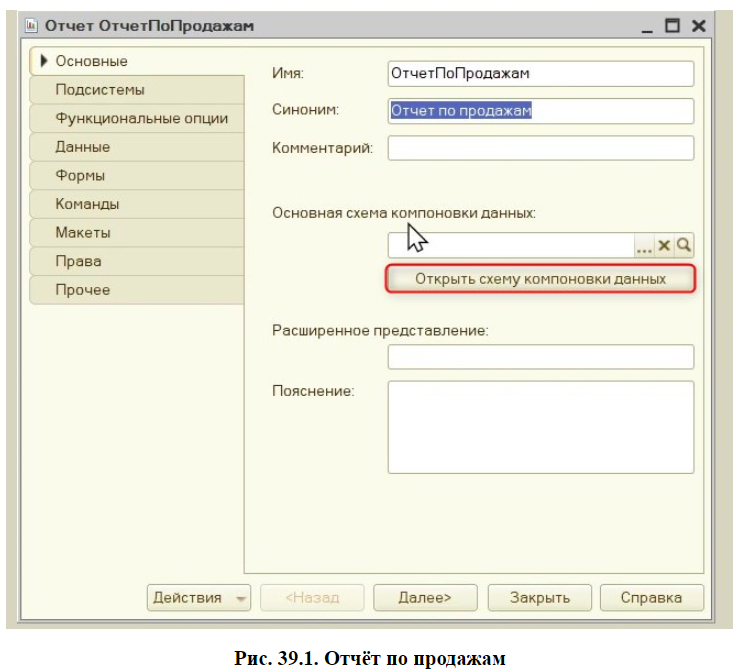 Отчет ОтчетПоПродажам
Основные
Подсистемы
Функциональные опции
Данные
Формы
Команды
Макеты
Права
Прочее
Имя: ОтчетПоПродажам
Синоним: Отчет по продажам
Комментарий:
Основная схема компоновки данных:
...
Открыть схему компоновки данных
Расширенное представление:
Пояснение:
Действия <Назад Далее> Закрыть Справка
Рис. 39.1. Отчёт по продажам